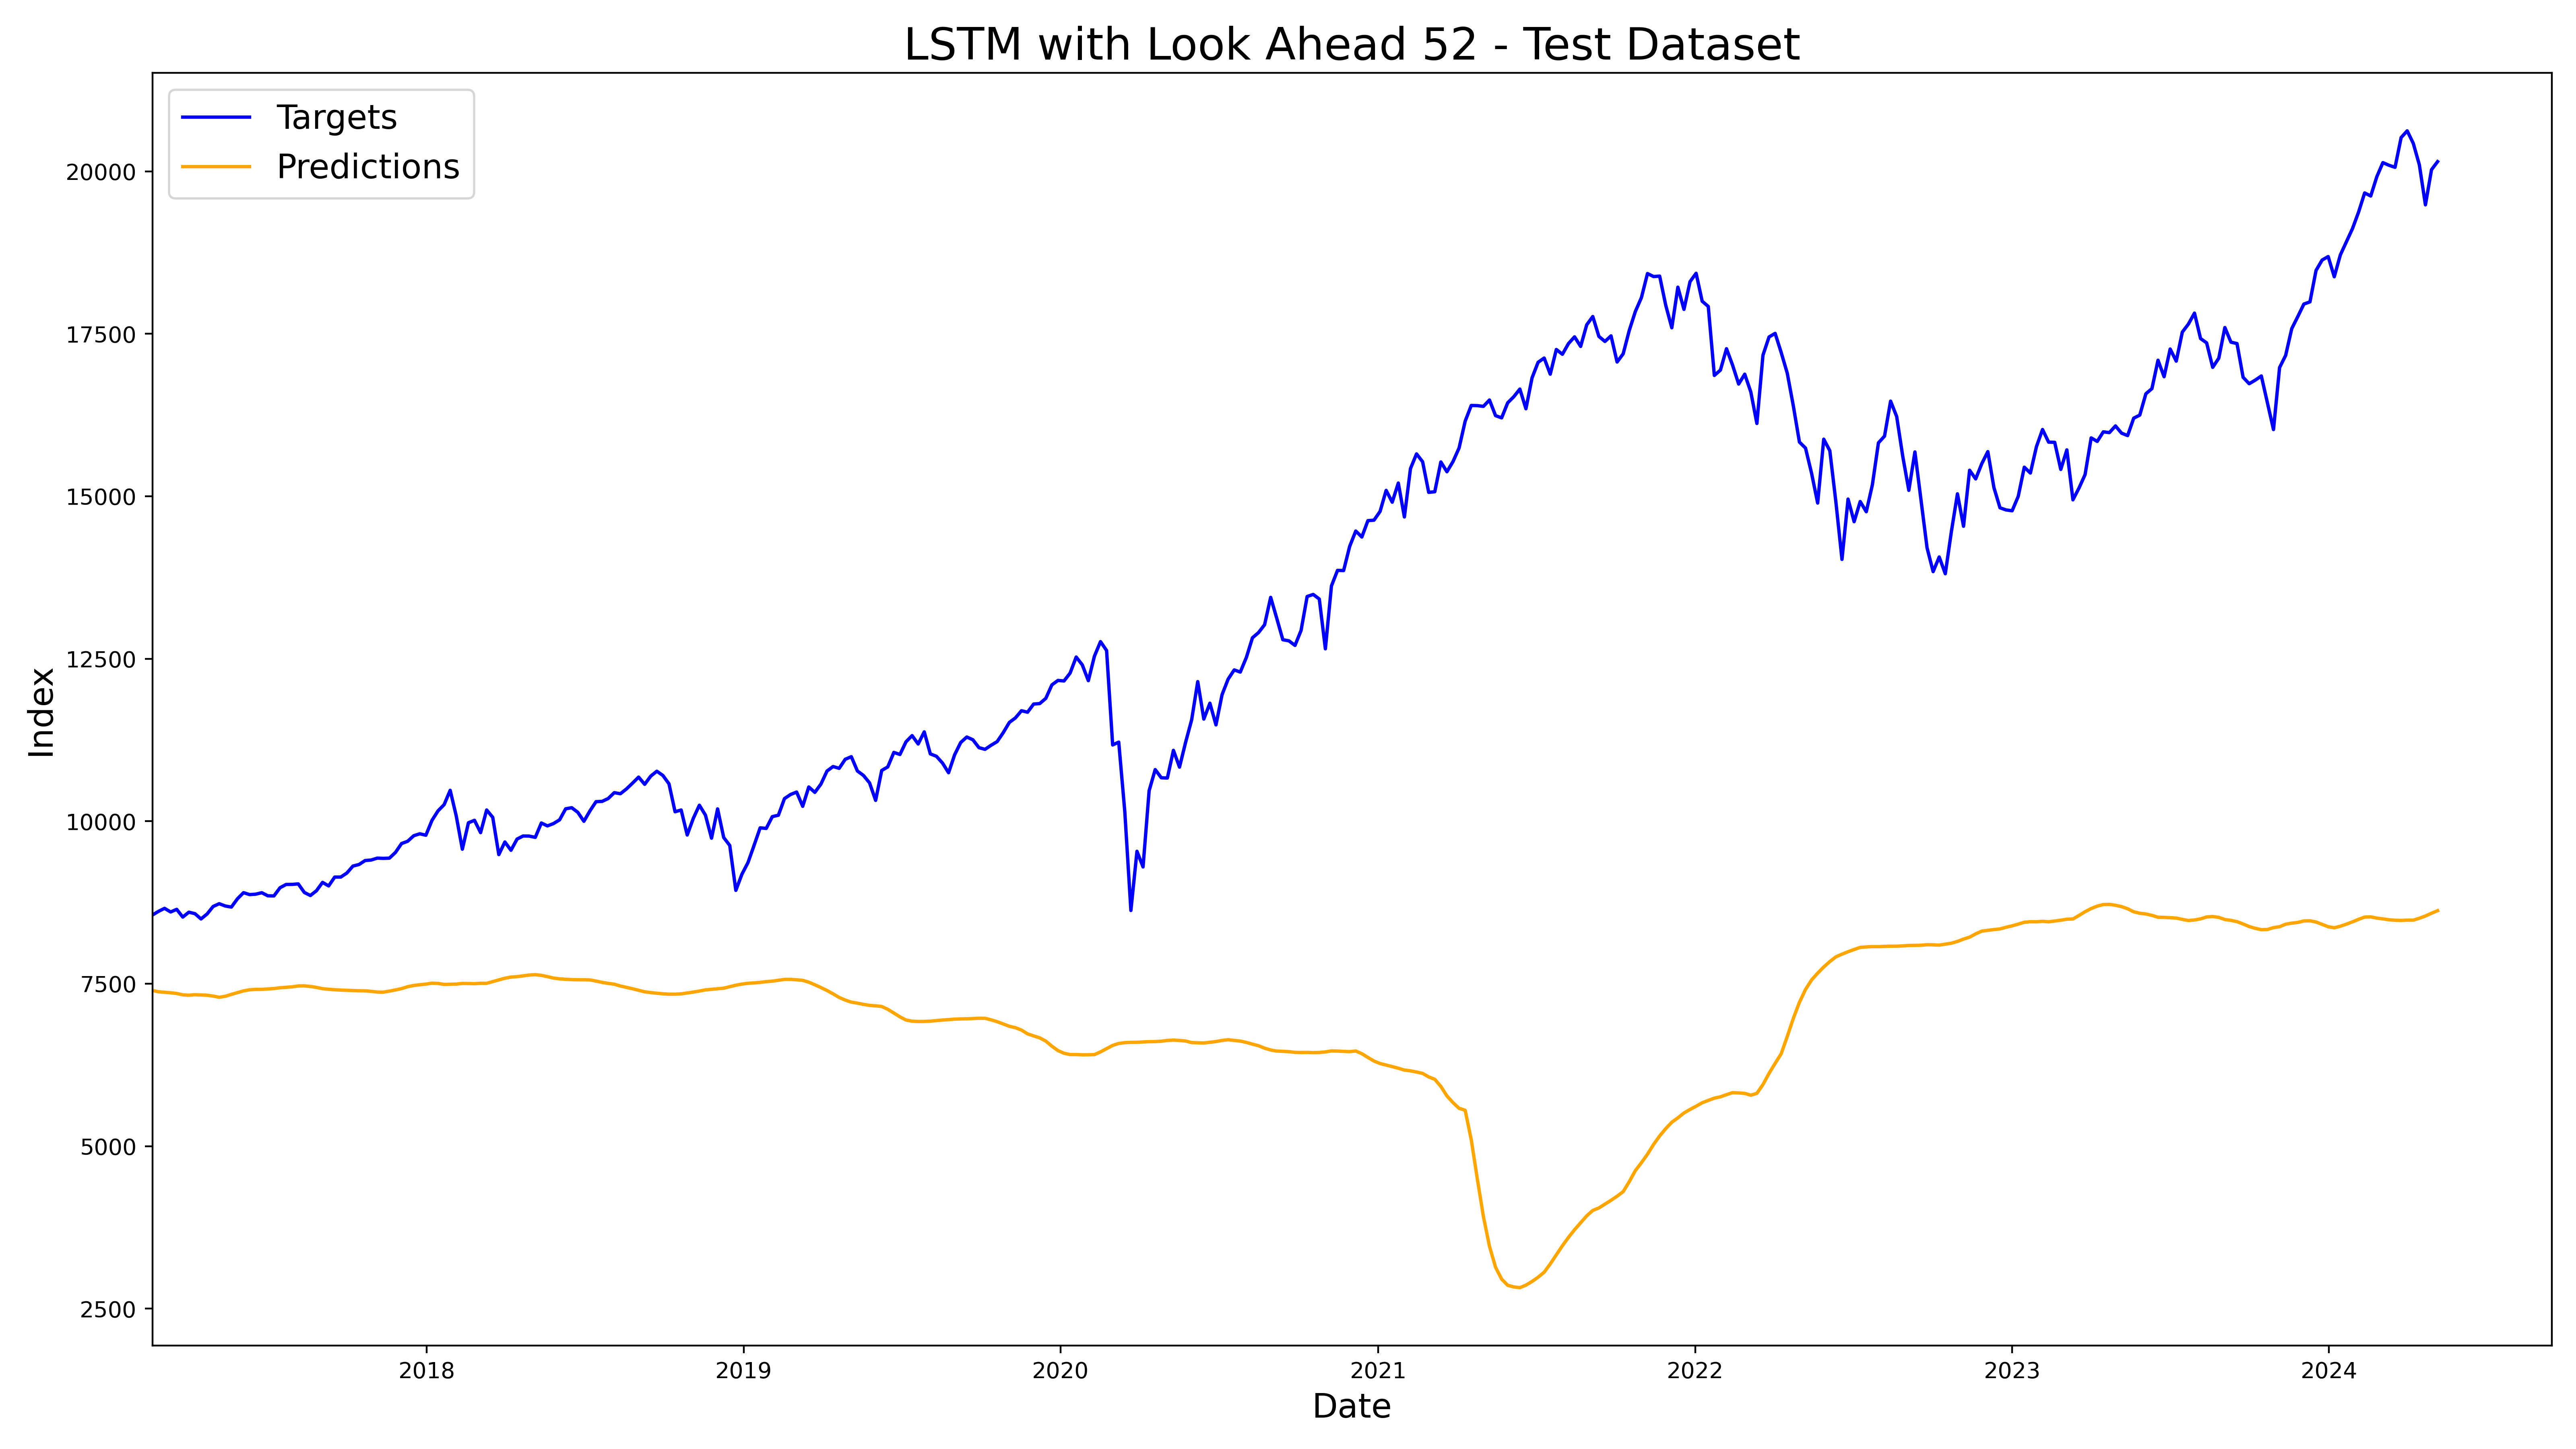 LSTM with Look Ahead 52 - Test Dataset
Targets
Predictions
20000
17500
15000
12500
10000
7500
5000
2500
Index
2018 2019 2020 2021 2022 2023 2024
Date